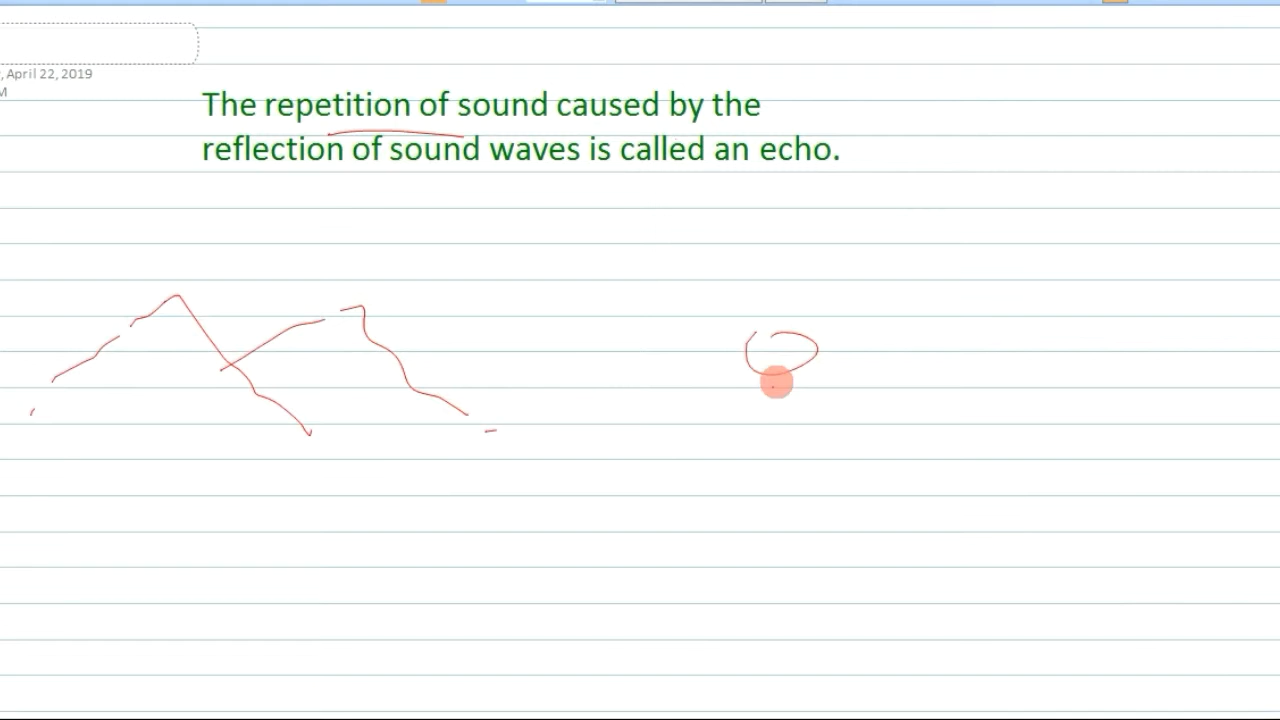 , April 22, 2019
M
The repetition of sound caused by the
reflection of sound waves is called an echo.